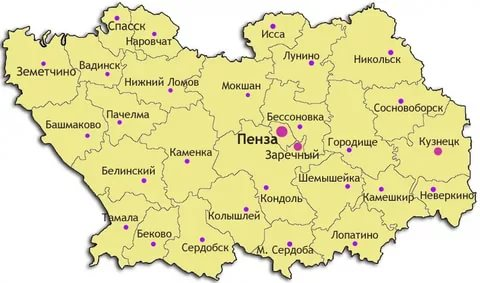 Спасск
Наровчат
Исса
Земетчино
Вадинск
Лунино
Никольск
Нижний Ломов
Мокшан
Сосновоборск
Пачелма
Бессоновка
Башмаково
Пенза
Заречный
Городище
Кузнецк
Каменка
Белинский
Шемышейка
Камешкир
Неверкино
Кондоль
Колышлей
Тамала
Беково
Сердобск
М. Сердоба
Лопатино